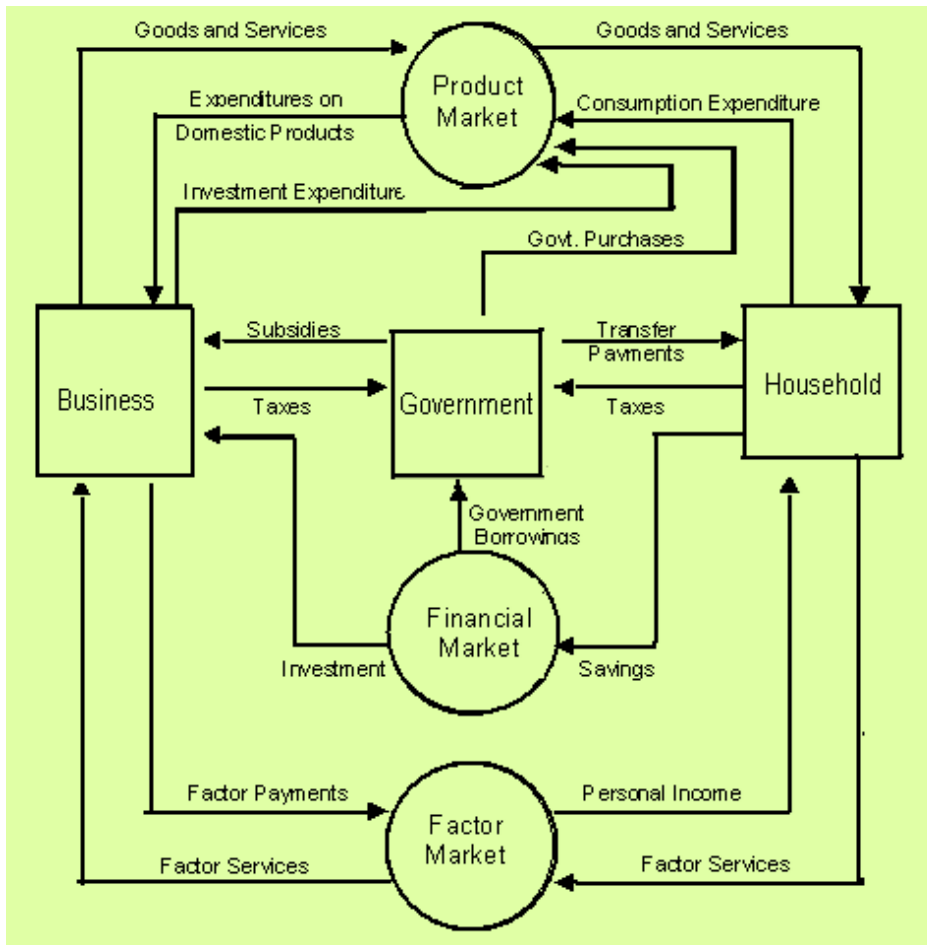 Goods and Services
Goods and Services
Product
Market
Expenditures on
Domestic Products
Consumption Expenditure
Investment Expenditure
Govt. Purchases
Subsidies
Transfer
Payments
Business
Government
Household
Taxes
Taxes
Government
Borrowings
Financial
Market
Investment
Savings
Factor Payments
Personal Income
Factor
Market
Factor Services
Factor Services